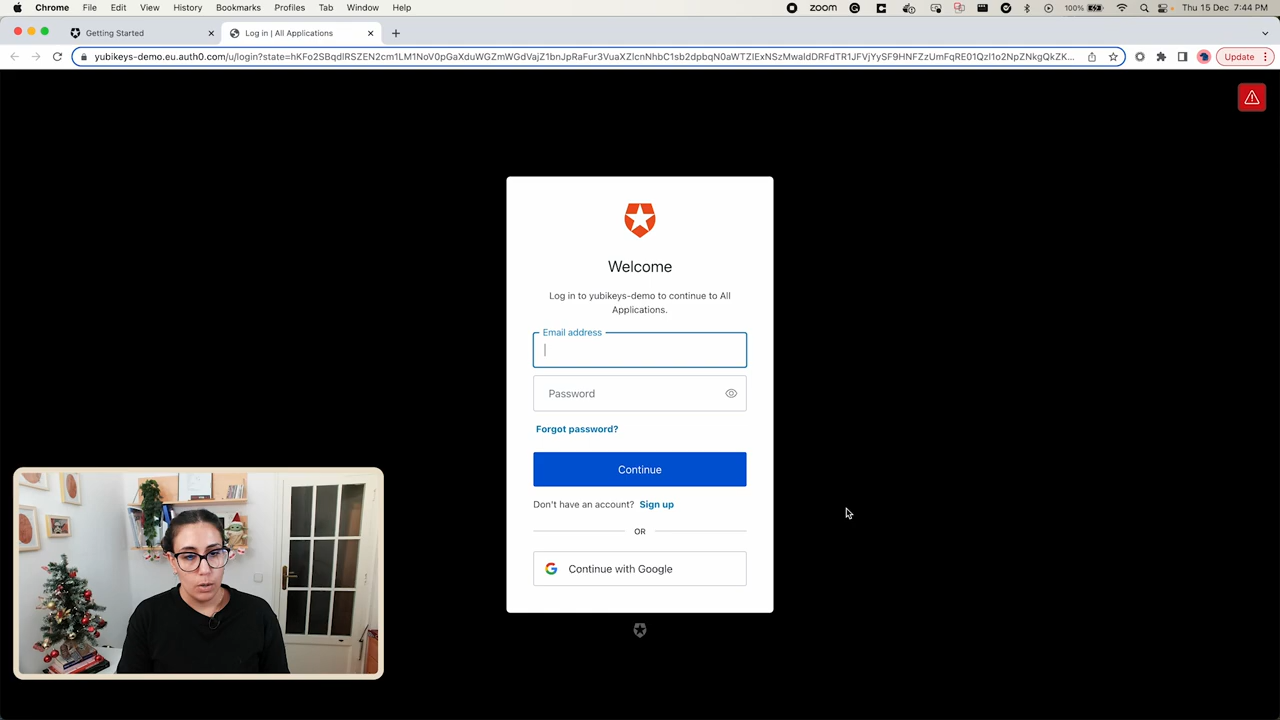 Chrome File Edit View History Bookmarks Profiles Tab Window Help
zoom 100% Thu 15 Dec 7:44 PM
Getting Started
Log in | All Applications
Update
Welcome
Log in to yubikeys-demo to continue to All
Applications.
Email address
Password
Forgot password?
Continue
Don't have an account? Sign up
OR
Continue with Google